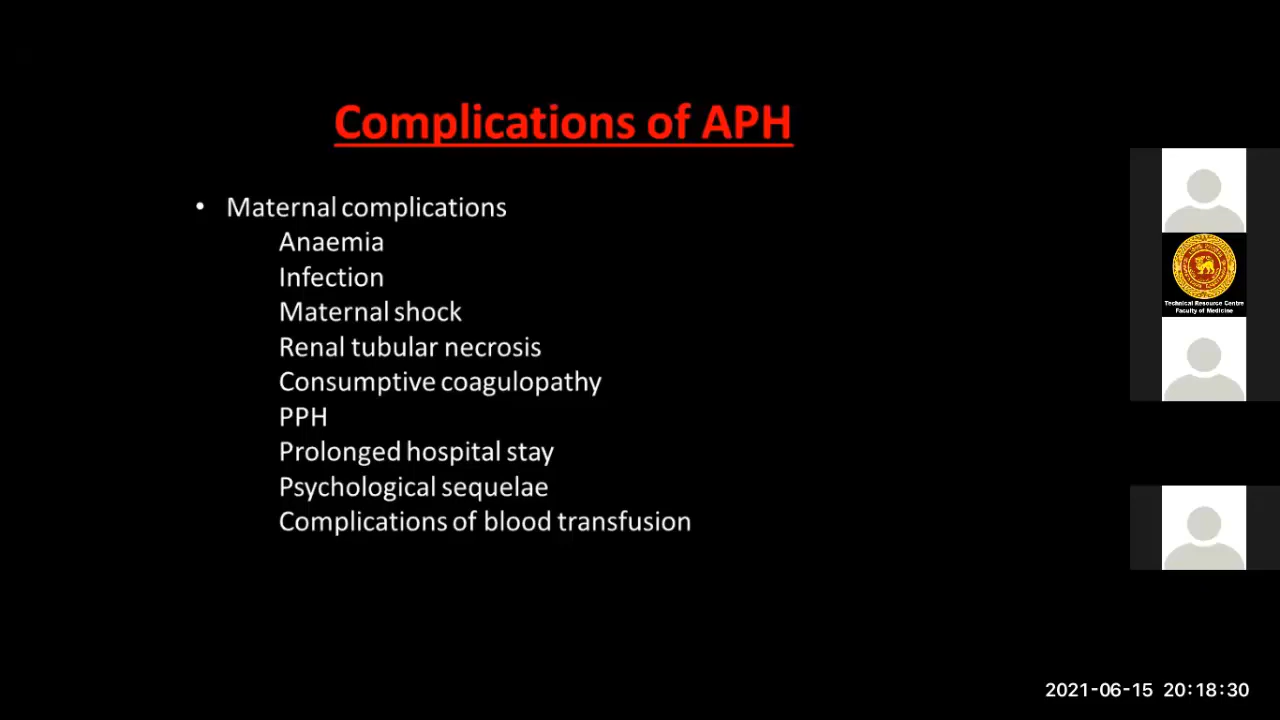 Complications of APH
• Maternal complications
Anaemia
Infection
Maternal shock
Renal tubular necrosis
Consumptive coagulopathy
PPH
Prolonged hospital stay
Psychological sequelae
Complications of blood transfusion
Technical Resource Centre
Faculty of Medicine
2021-06-15 20:18:30